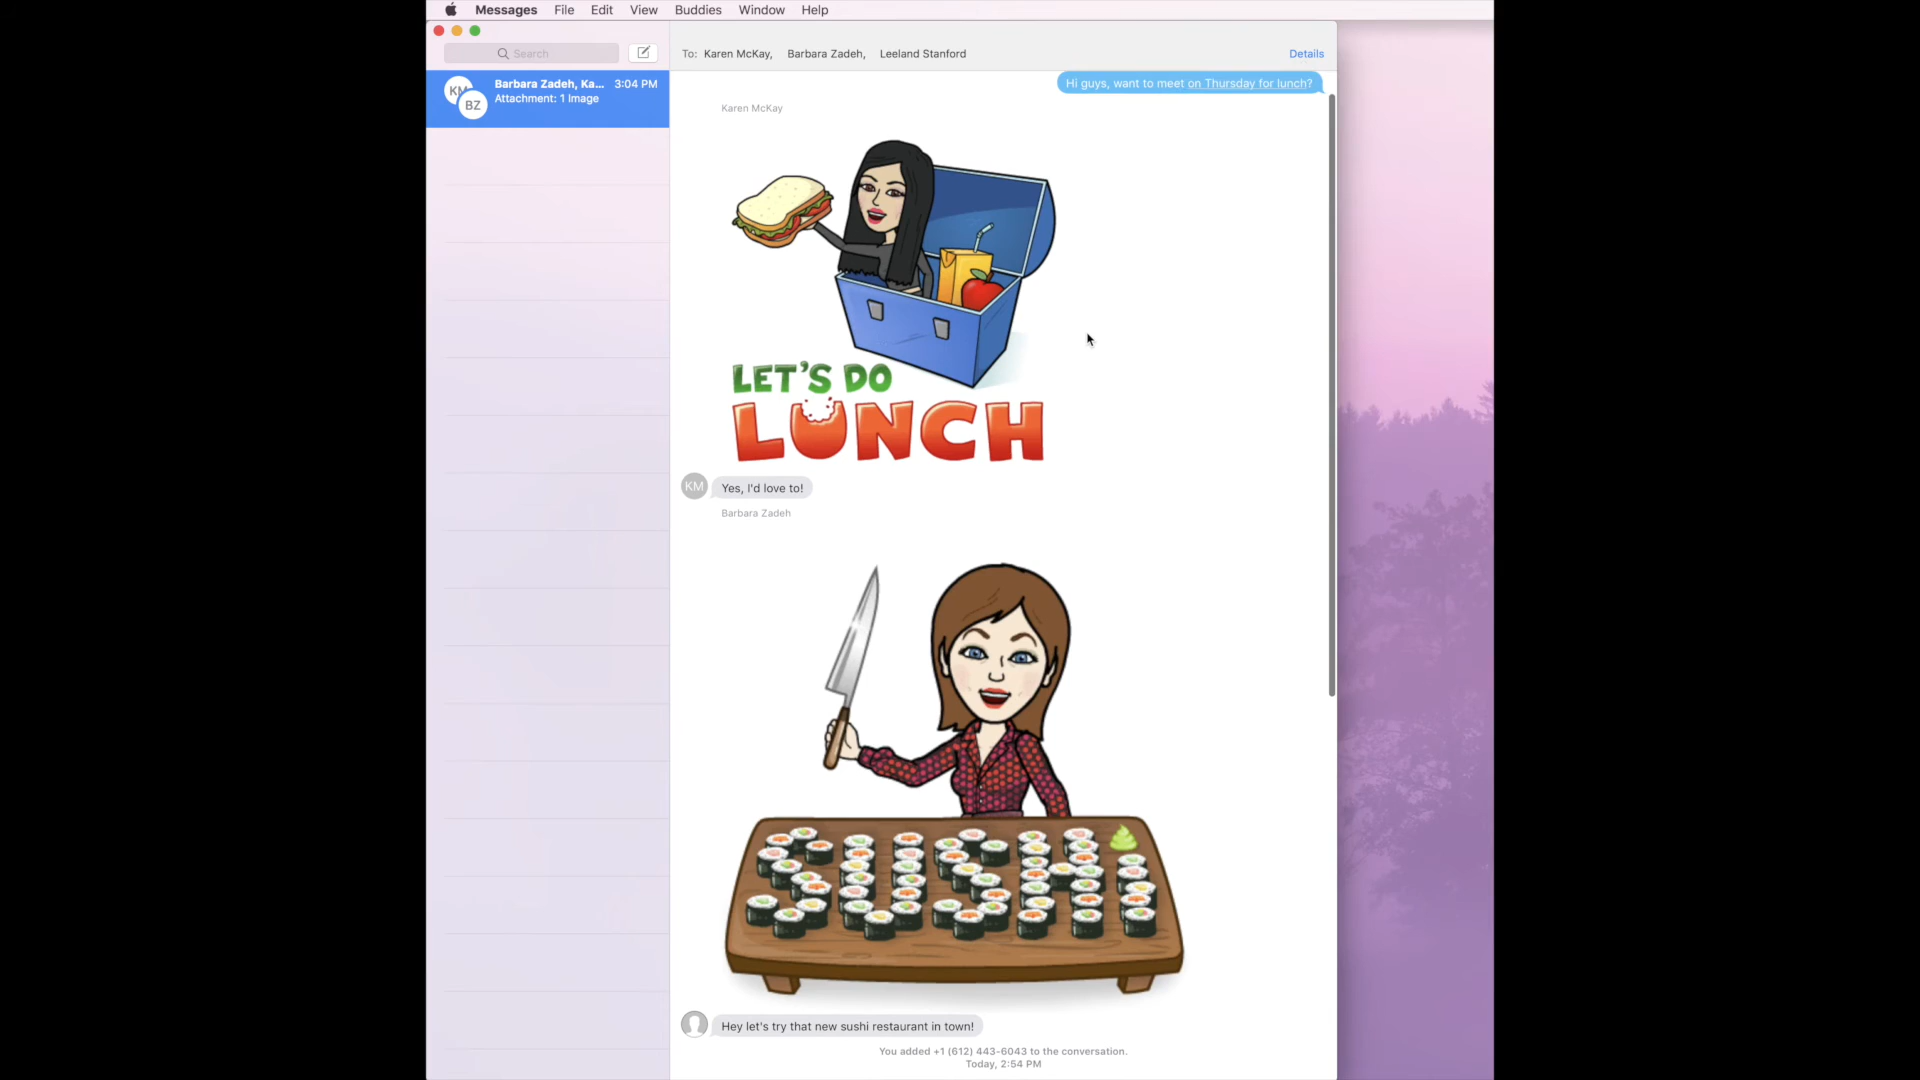 Messages File Edit View Buddies Window Help
Search
To: Karen McKay, Barbara Zadeh, Leeland Stanford
Details
KM
BZ
Barbara Zadeh, Ka... 3:04 PM
Attachment: 1 Image
Hi guys, want to meet on Thursday for lunch?
Karen McKay
LET'S DO
LUNCH
KM
Yes, I'd love to!
Barbara Zadeh
SUSHI
Hey let's try that new sushi restaurant in town!
You added +1 (612) 443-6043 to the conversation.
Today, 2:54 PM